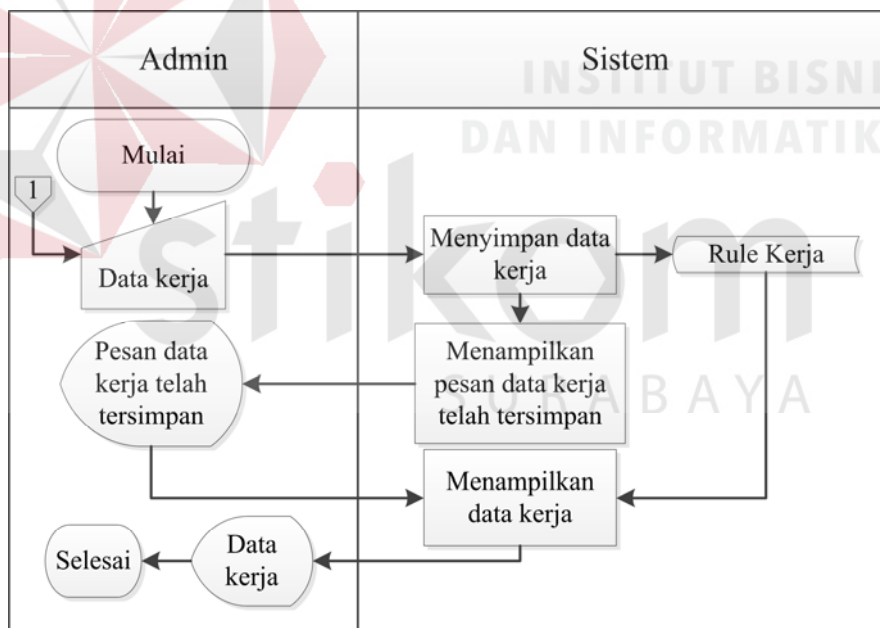 Admin
Sistem
INSTITUT BISNI
DAN INFORMATIK
stikom
SURABAYA
Mulai
1
Data kerja
Menyimpan data
kerja
Rule Kerja
Pesan data
kerja telah
tersimpan
Menampilkan
pesan data kerja
telah tersimpan
Menampilkan
data kerja
Data
kerja
Selesai